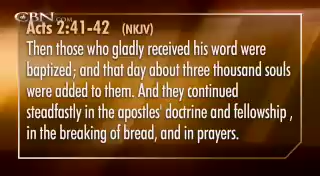 CBN.COM
Acts 2:41-42 (NKJV)
Then those who gladly received his word were
baptized; and that day about three thousand souls
were added to them. And they continued
steadfastly in the apostles' doctrine and fellowship ,
in the breaking of bread, and in prayers.